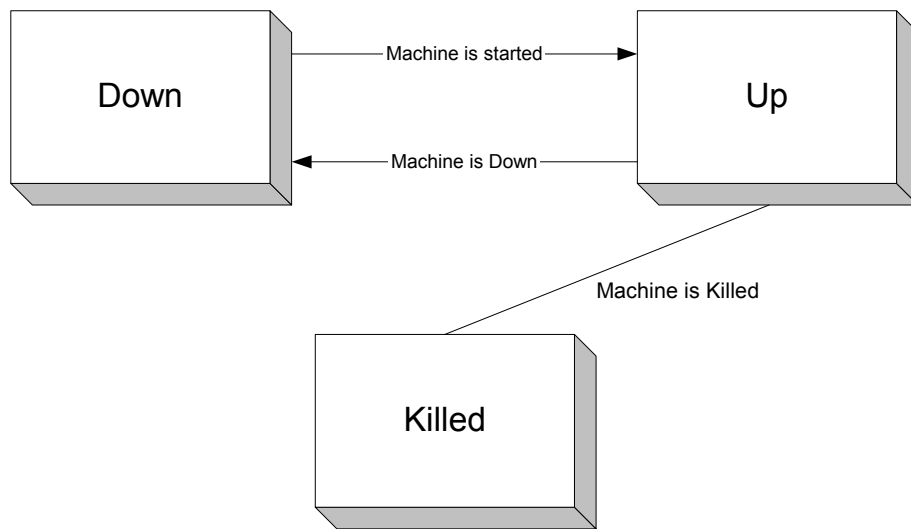 Machine is started
Down
Up
Machine is Down
Machine is Killed
Killed